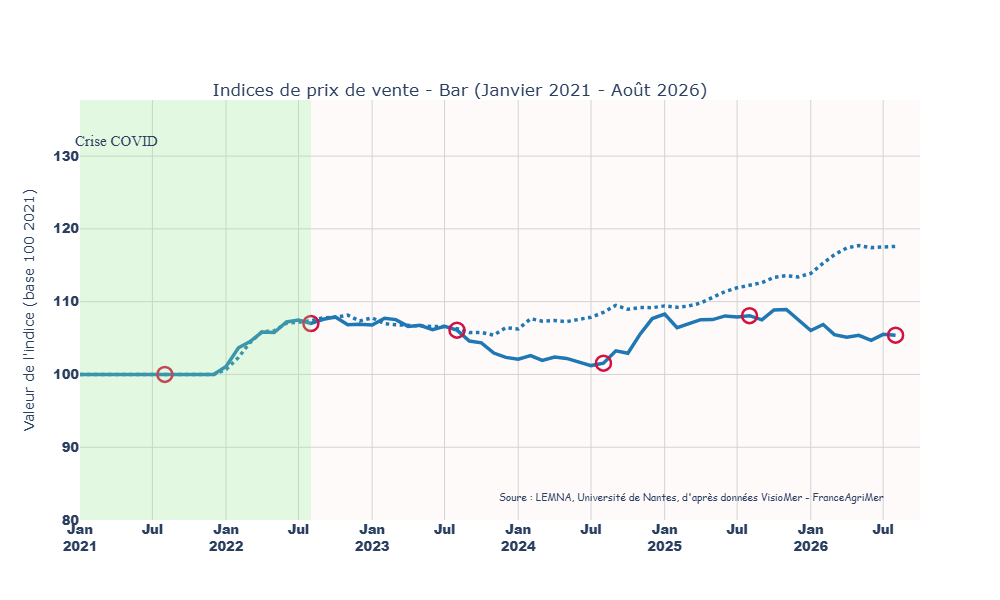 Indices de prix de vente - Bar (Janvier 2021 - Août 2026)
Crise COVID
130
120
110
100
90
80
Valeur de l'indice (base 100 2021)
Soure : LEMNA, Université de Nantes, d'après données VisioMer - FranceAgriMer
Jan Jul Jan Jul Jan Jul Jan Jul Jan Jul Jan Jul
2021 2022 2023 2024 2025 2026